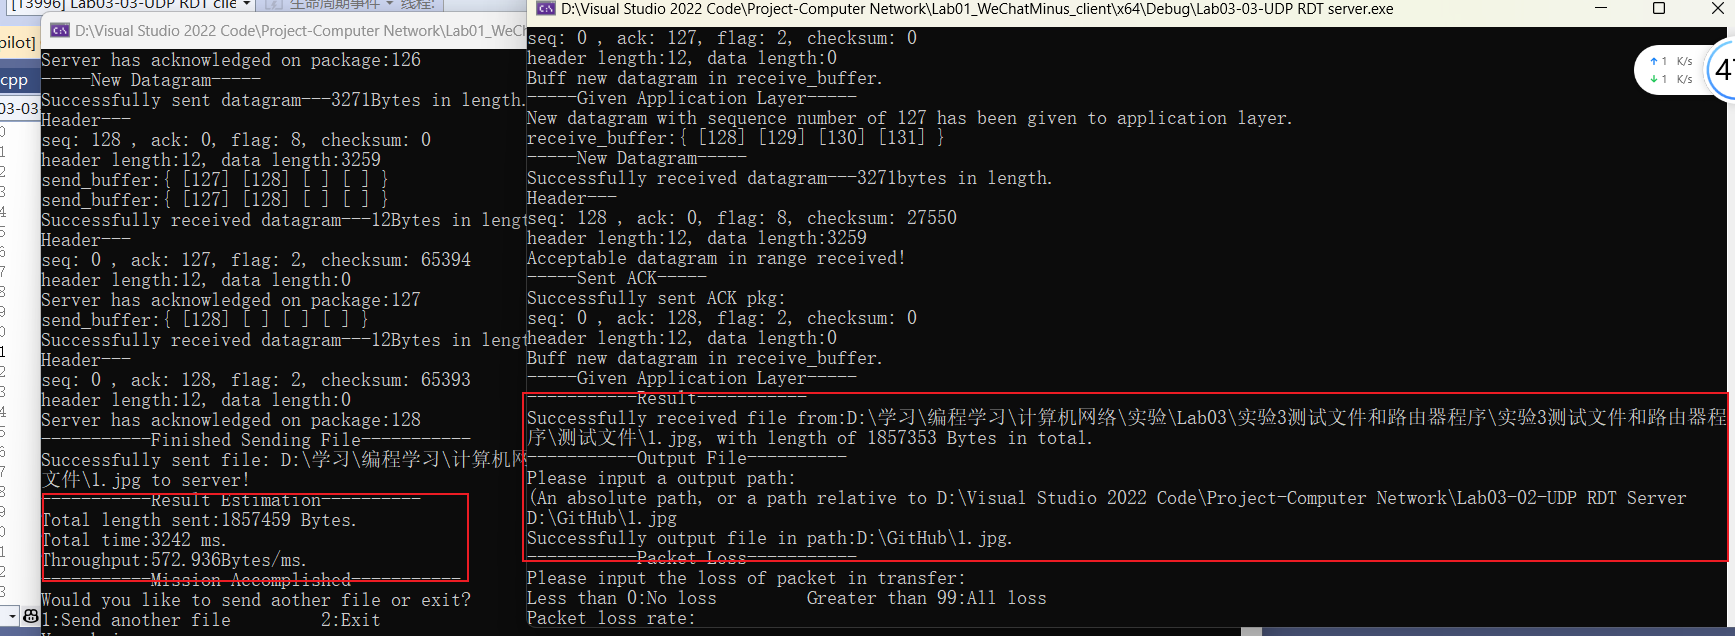 [13996] Lab03-03-UDP RDT clie
生命周期事件
线程:
pilot]
cpp
03-03
D:\Visual Studio 2022 Code\Project-Computer Network\Lab01_WeC
Server has acknowledged on package:126
-----New Datagram-----
Successfully sent datagram---3271Bytes in length.
Header---
seq: 128 , ack: 0, flag: 8, checksum: 0
header length:12, data length:3259
send_buffer:{ [127] [128] [ ] [ ] }
send_buffer:{ [127] [128] [ ] [ ] }
Successfully received datagram---12Bytes in lengt
Header---
seq: 0 , ack: 127, flag: 2, checksum: 65394
header length:12, data length:0
Server has acknowledged on package:127
send_buffer:{ [128] [ ] [ ] [ ] }
Successfully received datagram---12Bytes in lengt
Header---
seq: 0 , ack: 128, flag: 2, checksum: 65393
header length:12, data length:0
Server has acknowledged on package:128
-----------Finished Sending File-----------
Successfully sent file: D:\学习\编程学习\计算机网
文件\1.jpg to server!
-----------Result Estimation----------
Total length sent:1857459 Bytes.
Total time:3242 ms.
Throughput:572.936Bytes/ms.
-----------Mission Accomplished-----------
Would you like to send aother file or exit?
1:Send another file 2:Exit
D:\Visual Studio 2022 Code\Project-Computer Network\Lab01_WeChatMinus_client\x64\Debug\Lab03-03-UDP RDT server.exe
seq: 0 , ack: 127, flag: 2, checksum: 0
header length:12, data length:0
Buff new datagram in receive_buffer.
-----Given Application Layer-----
New datagram with sequence number of 127 has been given to application layer.
receive_buffer:{ [128] [129] [130] [131] }
-----New Datagram-----
Successfully received datagram---3271bytes in length.
Header---
seq: 128 , ack: 0, flag: 8, checksum: 27550
header length:12, data length:3259
Acceptable datagram in range received!
-----Sent ACK-----
Successfully sent ACK pkg:
seq: 0 , ack: 128, flag: 2, checksum: 0
header length:12, data length:0
Buff new datagram in receive_buffer.
-----Given Application Layer-----
-----------Result-----------
Successfully received file from:D:\学习\编程学习\计算机网络\实验\Lab03\实验3测试文件和路由器程序\实验3测试文件和路由器程
序\测试文件\1.jpg, with length of 1857353 Bytes in total.
-----------Output File----------
Please input a output path:
(An absolute path, or a path relative to D:\Visual Studio 2022 Code\Project-Computer Network\Lab03-02-UDP RDT Server
D:\GitHub\1.jpg
Successfully output file in path:D:\GitHub\1.jpg.
-----------Packet Loss-----------
Please input the loss of packet in transfer:
Less than 0:No loss Greater than 99:All loss
Packet loss rate:
↑ 1 K/s
↓ 1 K/s